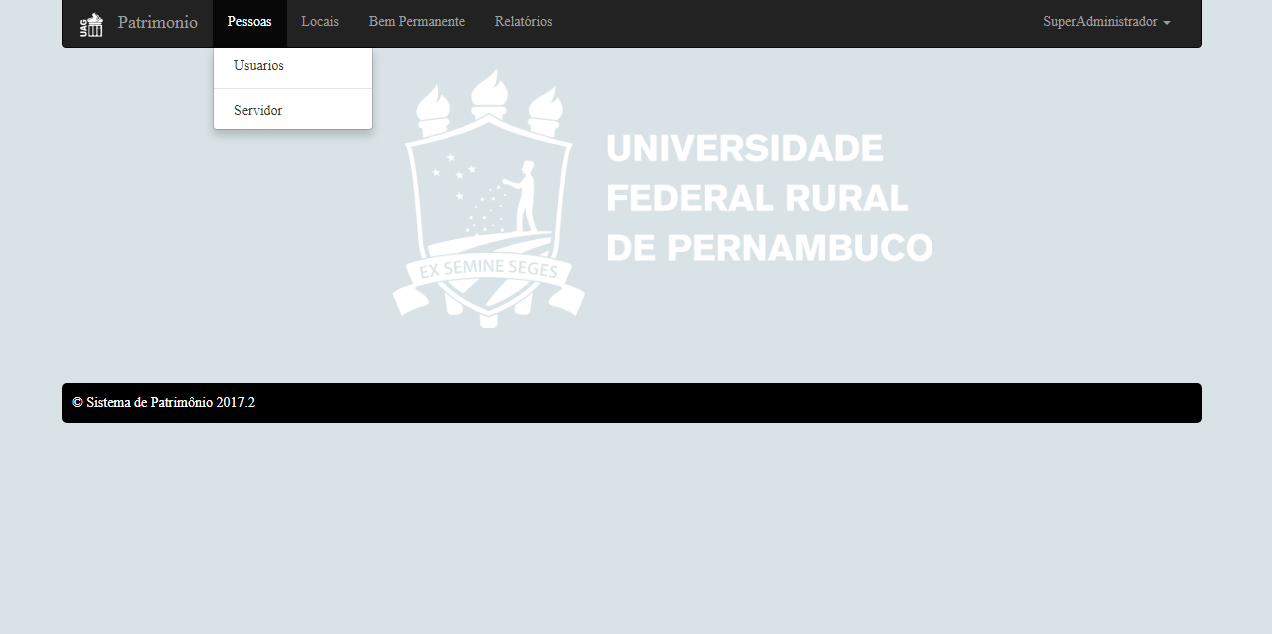 UAG Patrimonio Pessoas Locais Bem Permanente Relatórios SuperAdministrador
Usuarios
Servidor
UNIVERSIDADE
FEDERAL RURAL
DE PERNAMBUCO
EX SEMINE SEGES
© Sistema de Patrimônio 2017.2